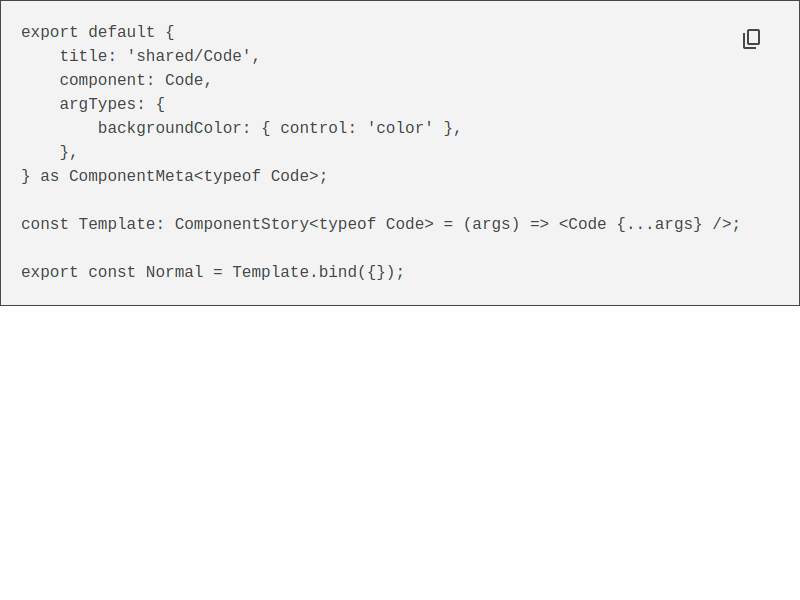 export default {
    title: 'shared/Code',
    component: Code,
    argTypes: {
        backgroundColor: { control: 'color' },
    },
} as ComponentMeta<typeof Code>;

const Template: ComponentStory<typeof Code> = (args) => <Code {...args} />;

export const Normal = Template.bind({});